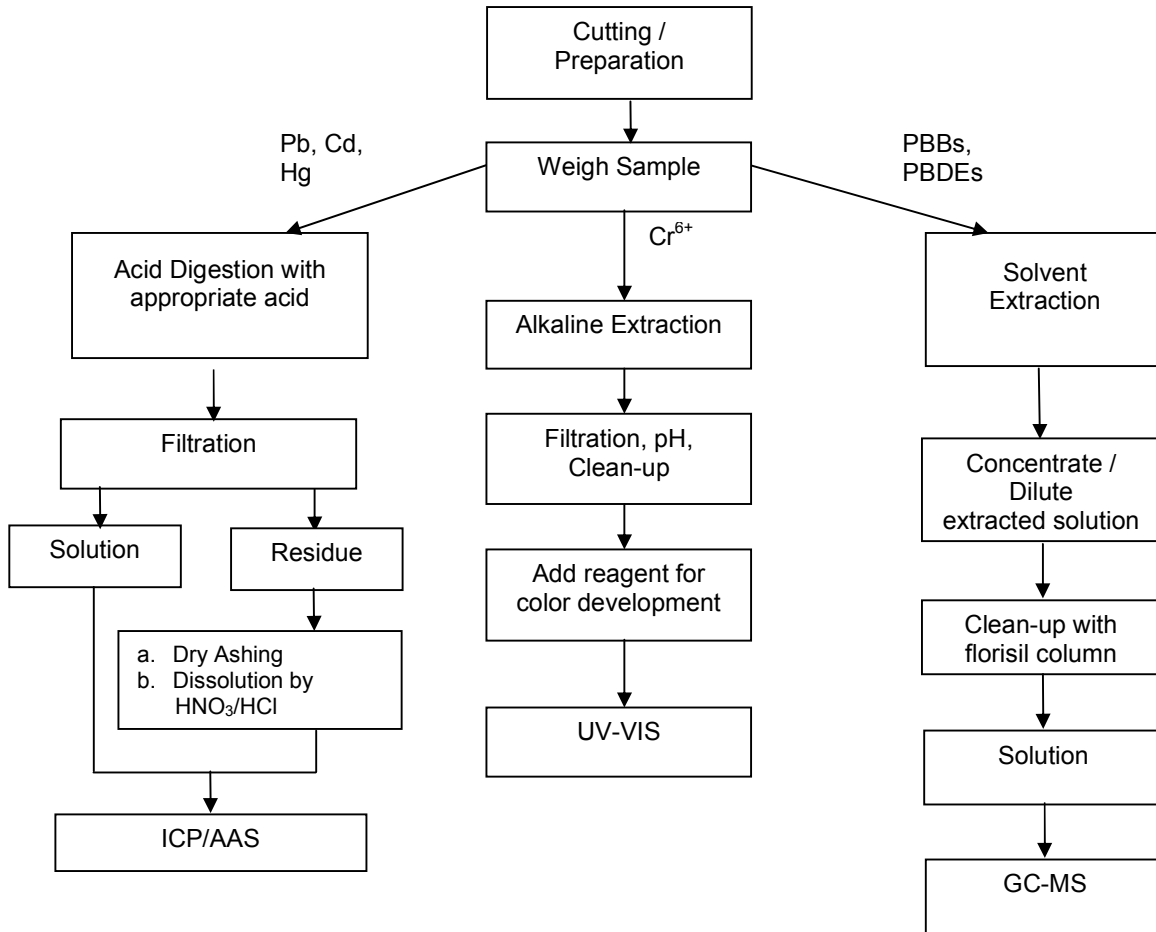 Cutting /
Preparation
Pb, Cd,
Hg
Weigh Sample
PBBs,
PBDEs
Cr⁶⁺
Acid Digestion with
appropriate acid
Alkaline Extraction
Solvent
Extraction
Filtration
Filtration, pH,
Clean-up
Concentrate /
Dilute
extracted solution
Solution
Residue
Add reagent for
color development
a. Dry Ashing
b. Dissolution by
HNO₃/HCl
Clean-up with
florisil column
UV-VIS
Solution
ICP/AAS
GC-MS